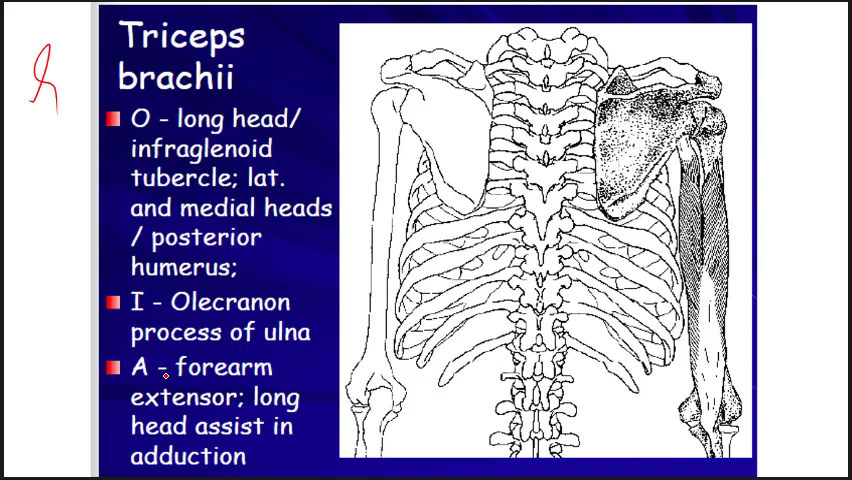 Triceps
brachii
O - long head/
infraglenoid
tubercle; lat.
and medial heads
/ posterior
humerus;
I - Olecranon
process of ulna
A - forearm
extensor; long
head assist in
adduction